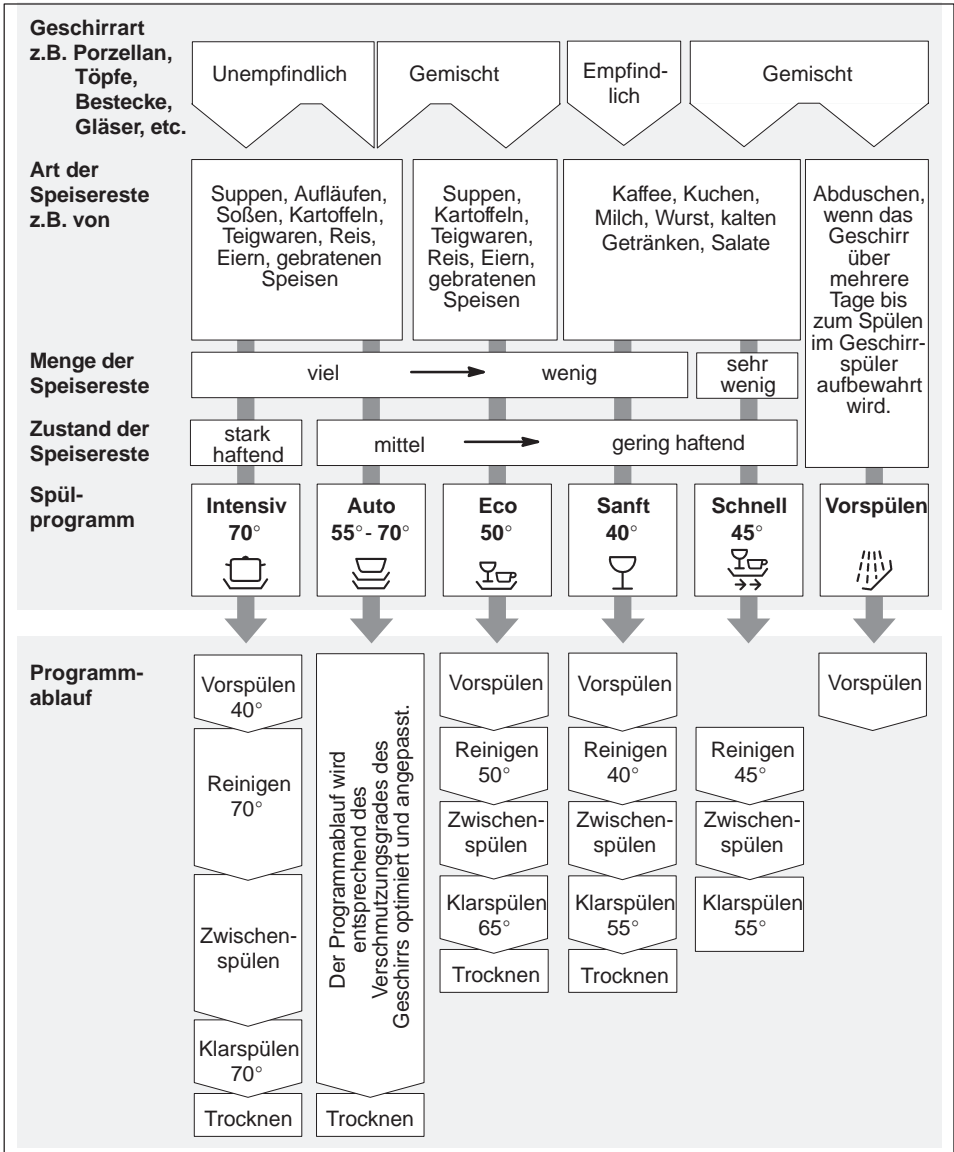 Geschirrart
z.B. Porzellan,
Töpfe,
Bestecke,
Gläser, etc.
Unempfindlich
Gemischt
Empfind-
lich
Gemischt
Art der
Speisereste
z.B. von
Suppen, Aufläufen,
Soßen, Kartoffeln,
Teigwaren, Reis,
Eiern, gebratenen
Speisen
Suppen,
Kartoffeln,
Teigwaren,
Reis, Eiern,
gebratenen
Speisen
Kaffee, Kuchen,
Milch, Wurst, kalten
Getränken, Salate
Abduschen,
wenn das
Geschirr
über
mehrere
Tage bis
zum Spülen
im Geschirr-
spüler
aufbewahrt
wird.
Menge der
Speisereste
viel
wenig
sehr
wenig
Zustand der
Speisereste
stark
haftend
mittel
gering haftend
Spül-
programm
Intensiv
70°
Auto
55°- 70°
Eco
50°
Sanft
40°
Schnell
45°
Vorspülen
Programm-
ablauf
Vorspülen
40°
Reinigen
70°
Zwischen-
spülen
Klarspülen
70°
Trocknen
Der Programmablauf wird
entsprechend des
Verschmutzungsgrades des
Geschirrs optimiert und angepasst.
Trocknen
Vorspülen
Reinigen
50°
Zwischen-
spülen
Klarspülen
65°
Trocknen
Vorspülen
Reinigen
40°
Zwischen-
spülen
Klarspülen
55°
Trocknen
Reinigen
45°
Zwischen-
spülen
Klarspülen
55°
Vorspülen